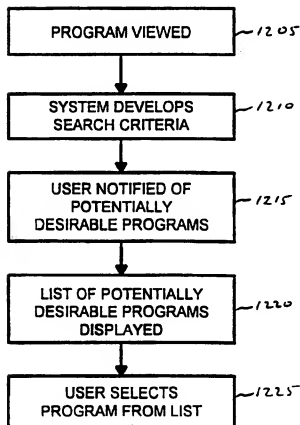 PROGRAM VIEWED
1205
SYSTEM DEVELOPS
SEARCH CRITERIA
1210
USER NOTIFIED OF
POTENTIALLY
DESIRABLE PROGRAMS
1215
LIST OF POTENTIALLY
DESIRABLE PROGRAMS
DISPLAYED
1220
USER SELECTS
PROGRAM FROM LIST
1225